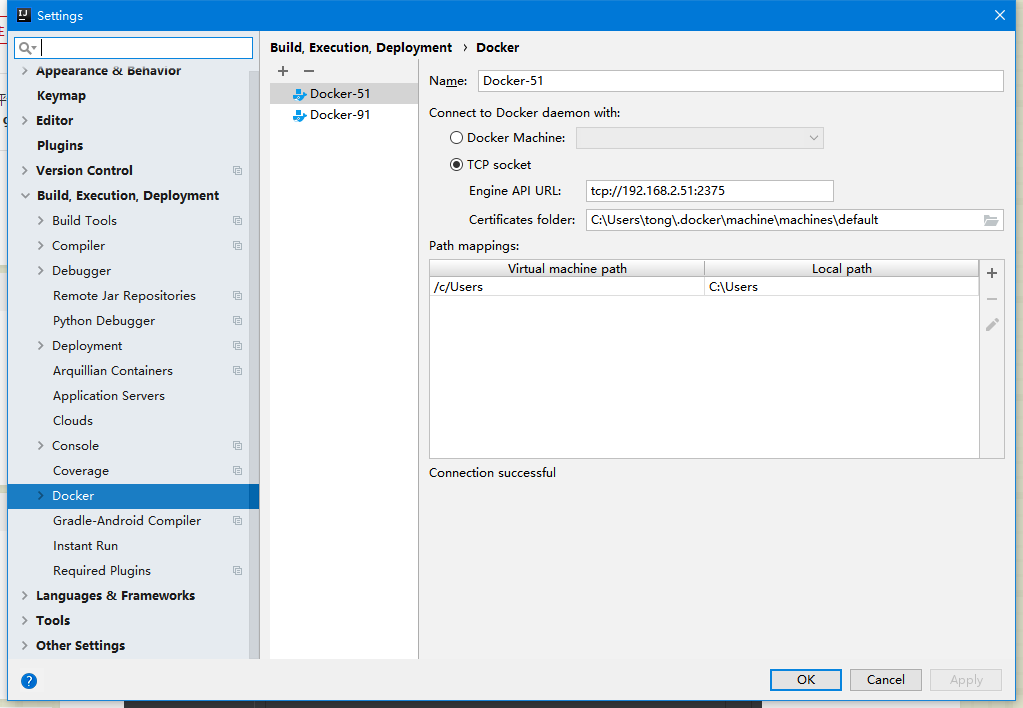 Settings
Build, Execution, Deployment › Docker
Appearance & Behavior
Keymap
Editor
Plugins
Version Control
Build, Execution, Deployment
Build Tools
Compiler
Debugger
Remote Jar Repositories
Python Debugger
Deployment
Arquillian Containers
Application Servers
Clouds
Console
Coverage
Docker
Gradle-Android Compiler
Instant Run
Required Plugins
Languages & Frameworks
Tools
Other Settings
Docker-51
Docker-91
Name: Docker-51
Connect to Docker daemon with:
Docker Machine:
TCP socket
Engine API URL: tcp://192.168.2.51:2375
Certificates folder: C:\Users\tong\.docker\machine\machines\default
Path mappings:
Virtual machine path Local path
/c/Users C:\Users
Connection successful
? OK Cancel Apply